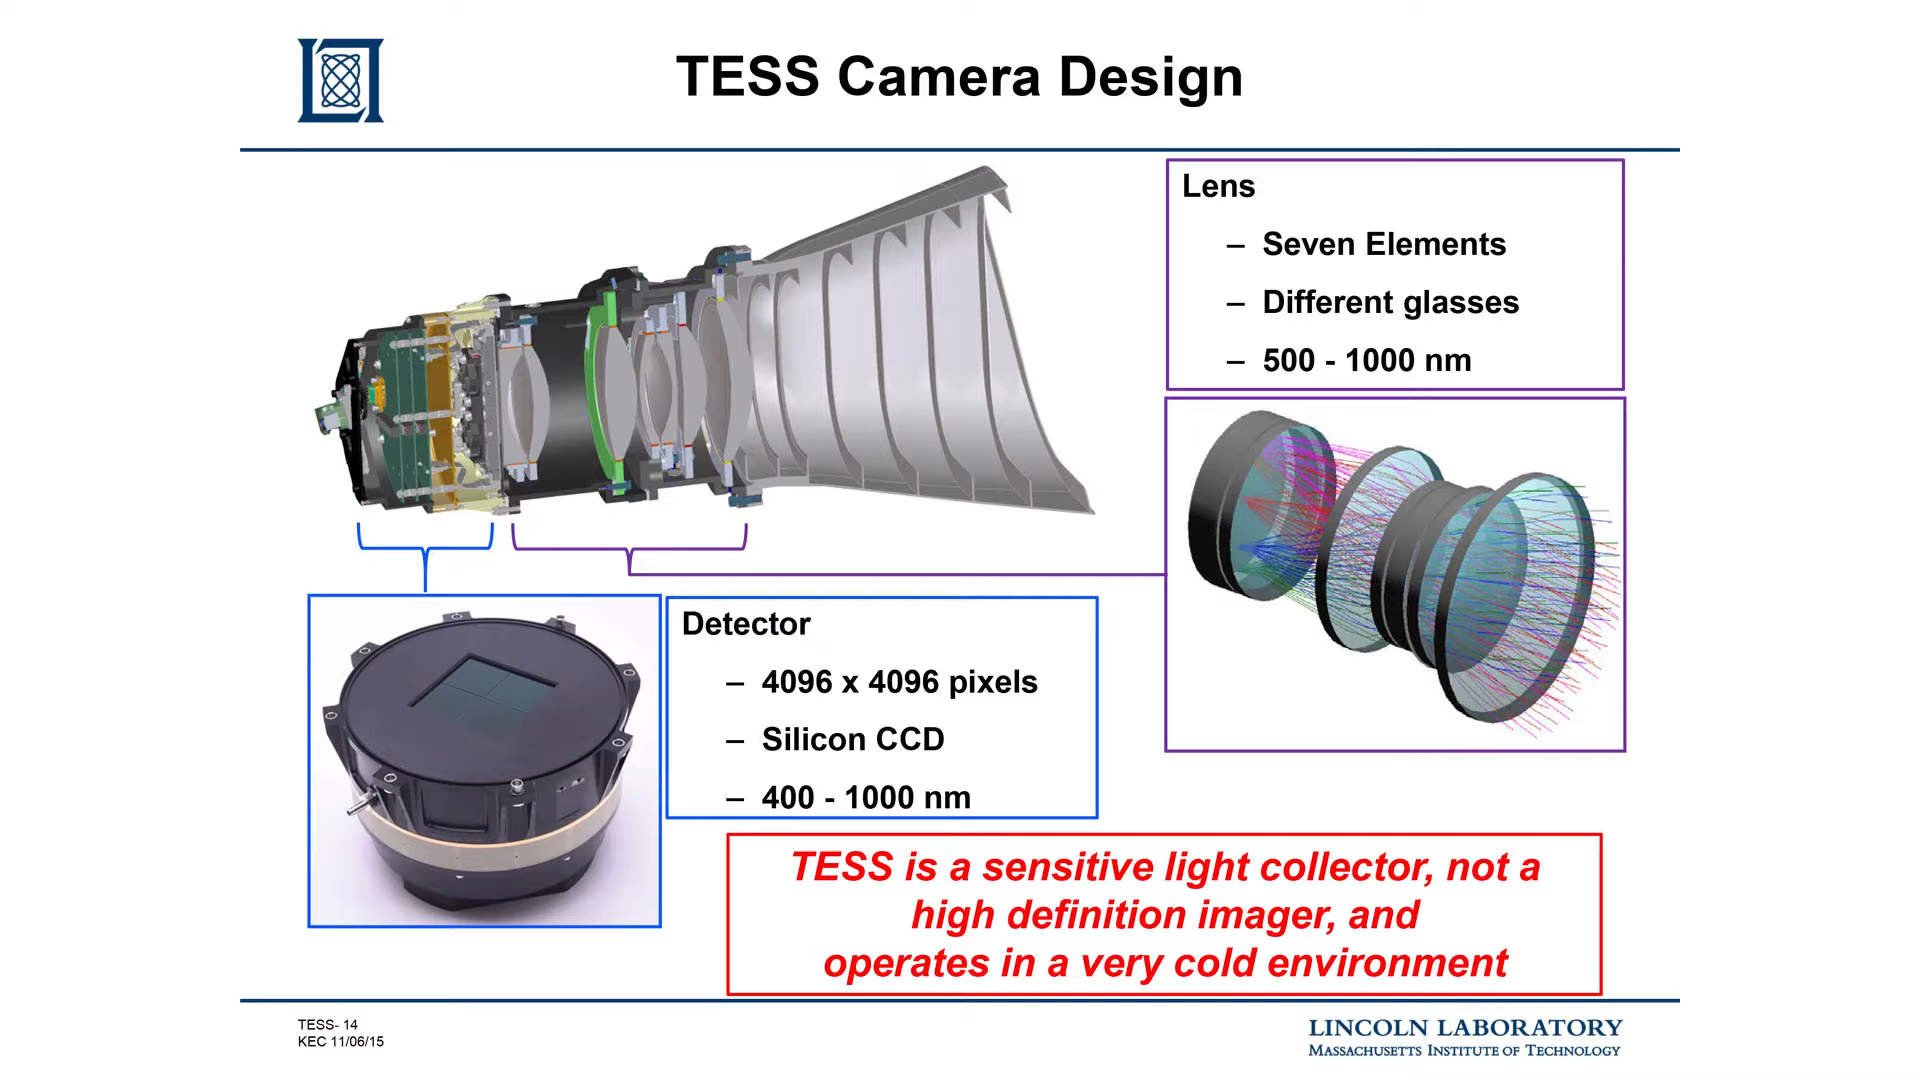 TESS Camera Design
Lens
– Seven Elements
– Different glasses
– 500 - 1000 nm
Detector
– 4096 x 4096 pixels
– Silicon CCD
– 400 - 1000 nm
TESS is a sensitive light collector, not a
high definition imager, and
operates in a very cold environment
TESS- 14
KEC 11/06/15
LINCOLN LABORATORY
MASSACHUSETTS INSTITUTE OF TECHNOLOGY